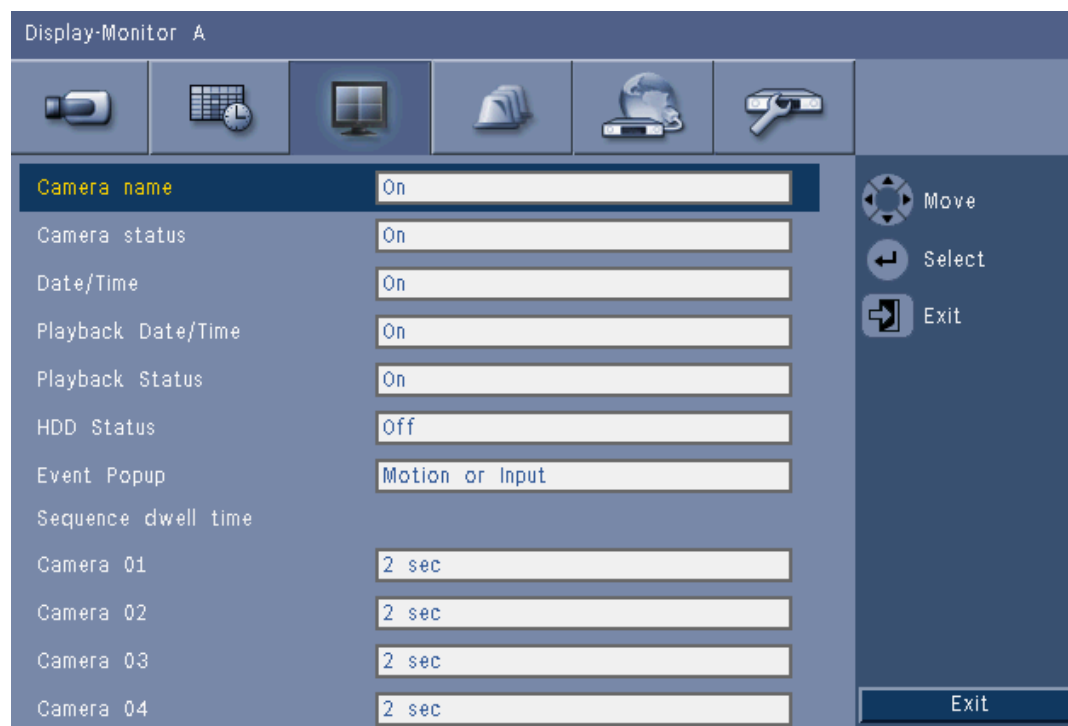 Display-Monitor A
Camera name On
Camera status On
Date/Time On
Playback Date/Time On
Playback Status On
HDD Status Off
Event Popup Motion or Input
Sequence dwell time
Camera 01 2 sec
Camera 02 2 sec
Camera 03 2 sec
Camera 04 2 sec
Move
Select
Exit
Exit